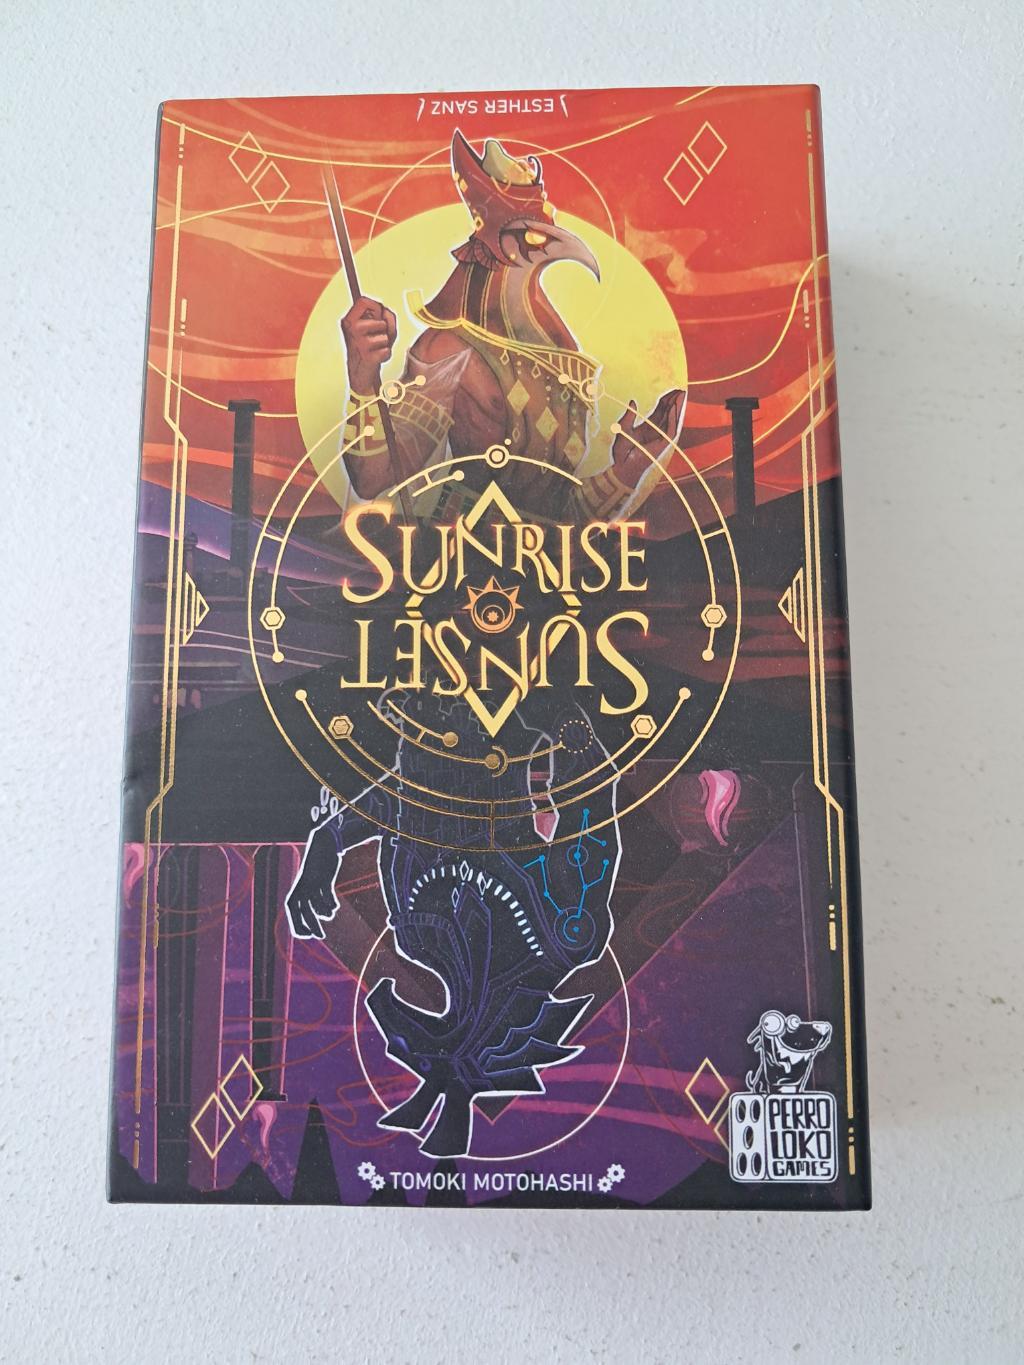 ESTHER SANZ
SUNRISE
SUNSET
TOMOKI MOTOHASHI
PERRO
LOKO
GAMES